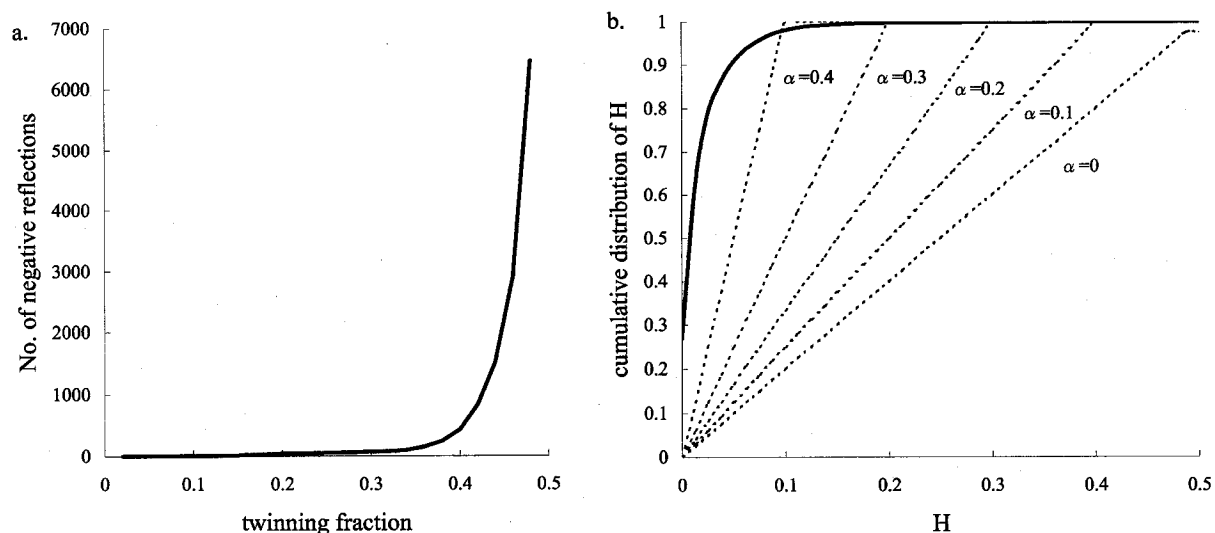 a.
7000
6000
5000
4000
3000
2000
1000
0
No. of negative reflections
0 0.1 0.2 0.3 0.4 0.5
twinning fraction
b.
1
0.9
0.8
0.7
0.6
0.5
0.4
0.3
0.2
0.1
0
cumulative distribution of H
α=0.4
α=0.3
α=0.2
α=0.1
α=0
0 0.1 0.2 0.3 0.4 0.5
H